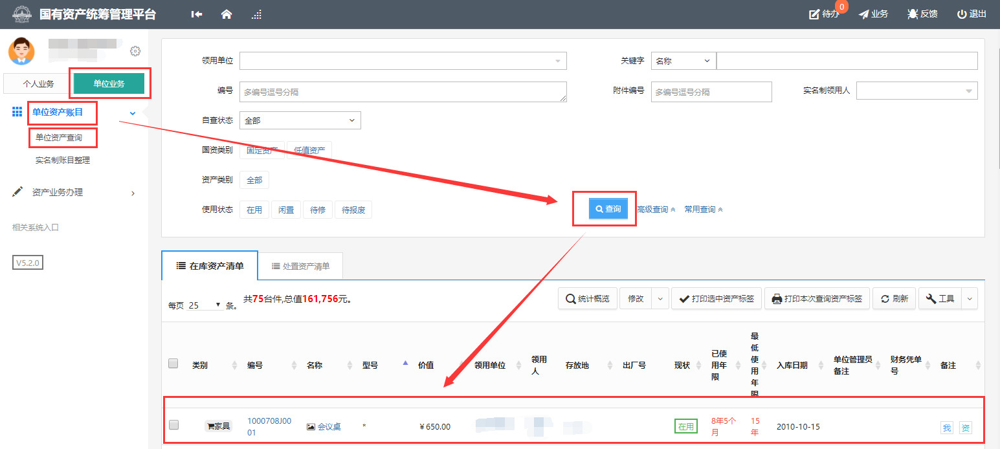 国有资产统筹管理平台
待办 0 业务 反馈 退出
个人业务 单位业务
单位资产账目
单位资产查询
实名制账目整理
资产业务办理
相关系统入口
V5.2.0
领用单位 关键字 名称
编号 多编号逗号分隔 附件编号 多编号逗号分隔 实名制领用人
自查状态 全部
国资类别 固定资产 低值资产
资产类别 全部
使用状态 在用 闲置 待修 待报废 查询 高级查询 常用查询
在库资产清单 处置资产清单
每页 25 条。 共75台件,总值161,756元。 统计概览 修改 打印选中资产标签 打印本次查询资产标签 刷新 工具
类别 编号 名称 型号 价值 领用单位 领用人 存放地 出厂号 现状 已使用年限 最低使用年限 入库日期 单位管理员备注 财务凭单号 备注
家具 1000708J0001 会议桌 * ￥650.00 在用 8年5个月 15年 2010-10-15 我 资